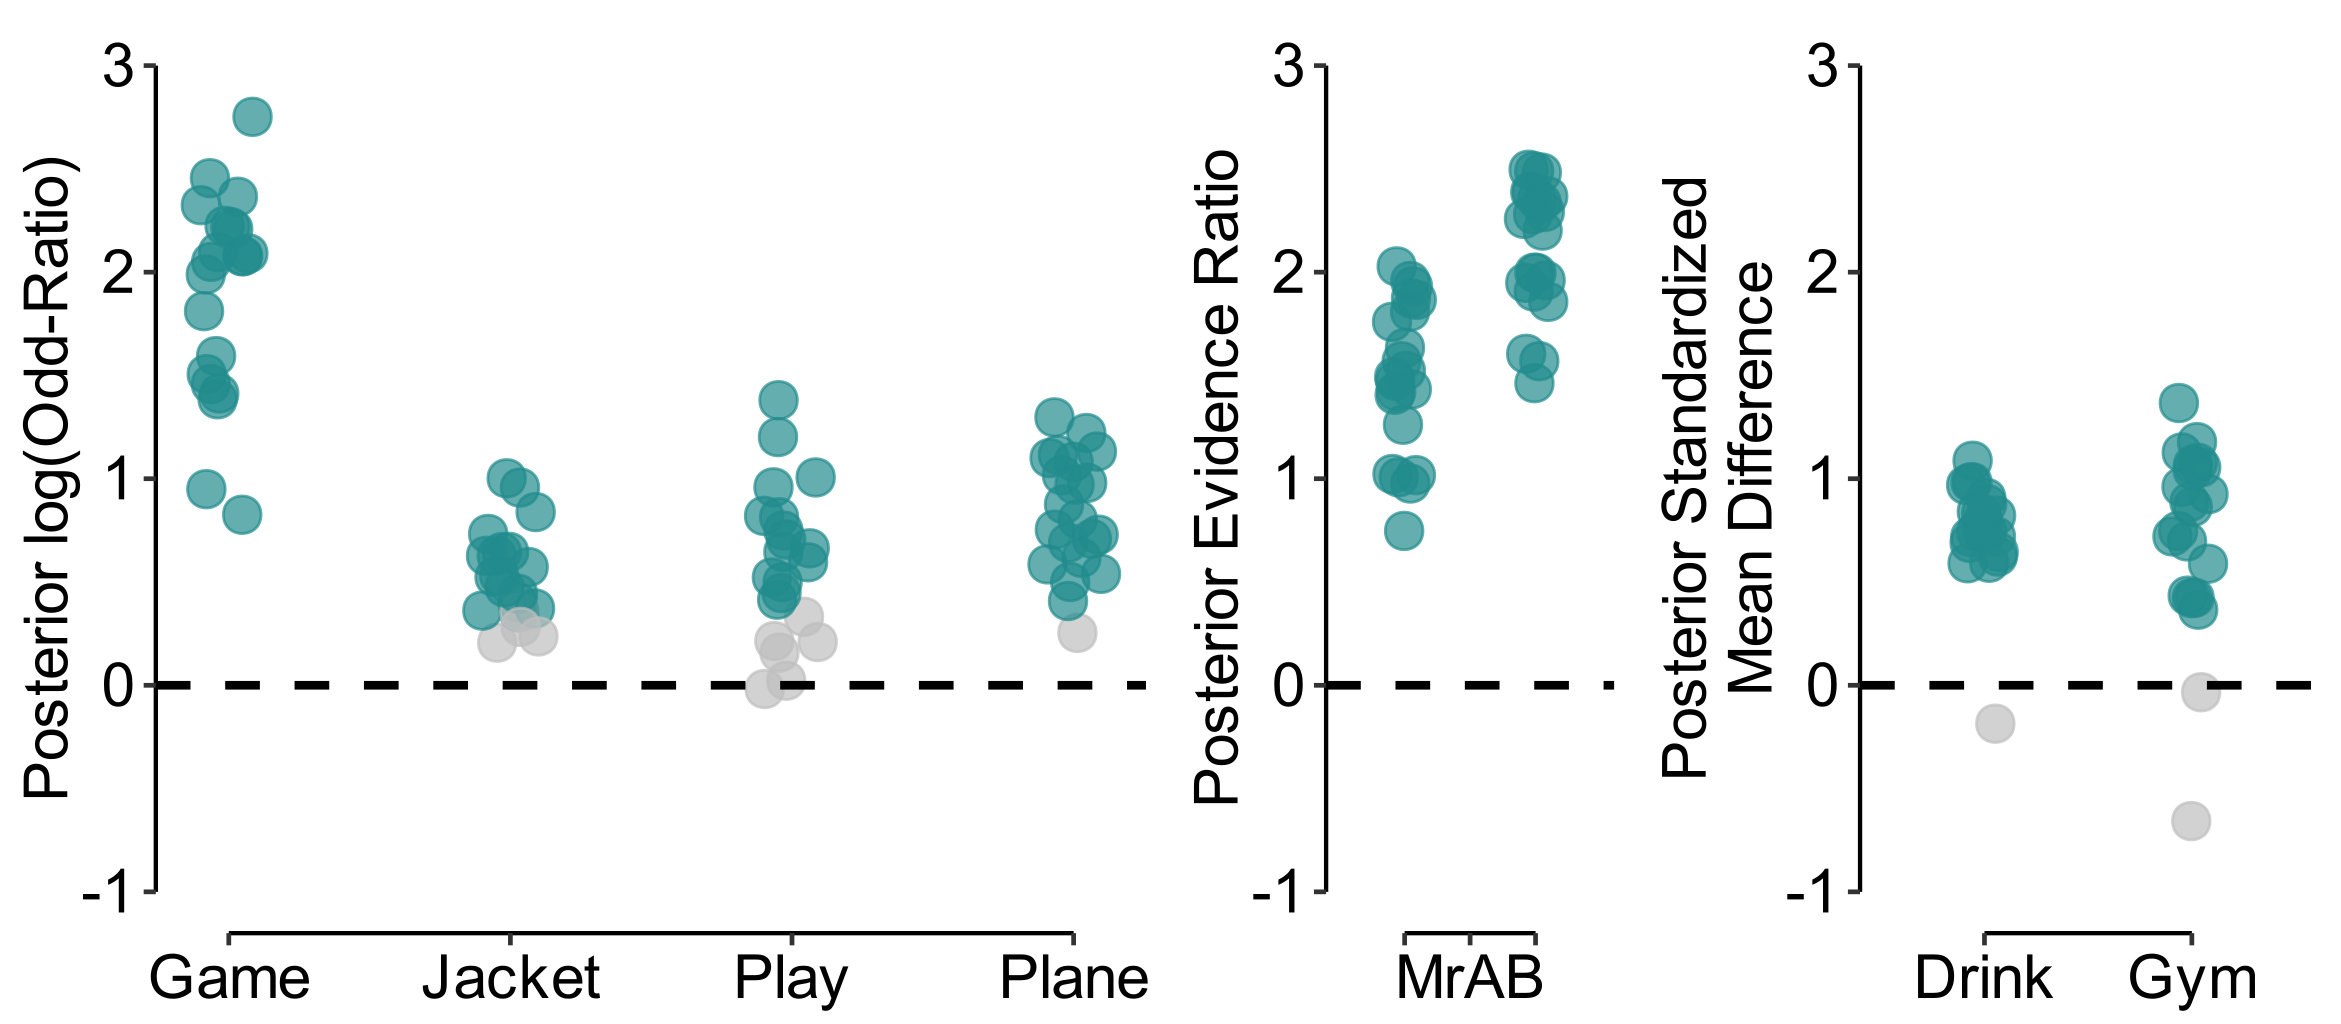 Posterior log(Odd-Ratio)
3
2
1
0
-1
Game Jacket Play Plane
Posterior Evidence Ratio
3
2
1
0
-1
MrAB
Posterior Standardized
Mean Difference
3
2
1
0
-1
Drink Gym